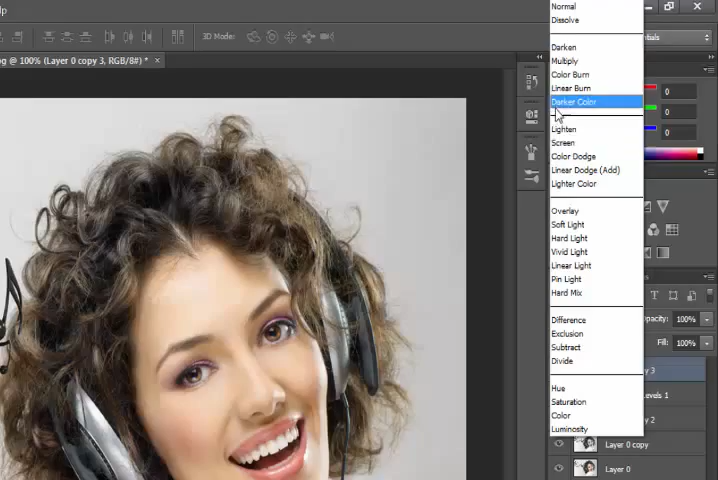 lp
3D Mode:
ng @ 100% (Layer 0 copy 3, RGB/8#) *
Normal
Dissolve
Darken
Multiply
Color Burn
Linear Burn
Darker Color
Lighten
Screen
Color Dodge
Linear Dodge (Add)
Lighter Color
Overlay
Soft Light
Hard Light
Vivid Light
Linear Light
Pin Light
Hard Mix
Difference
Exclusion
Subtract
Divide
Hue
Saturation
Color
Luminosity
ntials
0
0
0
T
pacity: 100%
Fill: 100%
y 3
evels 1
y 2
Layer 0 copy
Layer 0